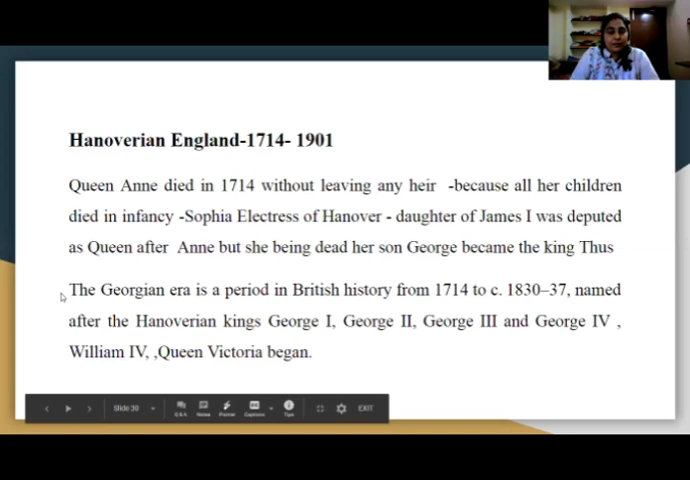 Hanoverian England-1714- 1901
Queen Anne died in 1714 without leaving any heir -because all her children
died in infancy -Sophia Electress of Hanover - daughter of James I was deputed
as Queen after Anne but she being dead her son George became the king Thus
The Georgian era is a period in British history from 1714 to c. 1830–37, named
after the Hanoverian kings George I, George II, George III and George IV ,
William IV, ,Queen Victoria began.
Slide 30
Q&A Notes Pointer Captions Tips EXIT